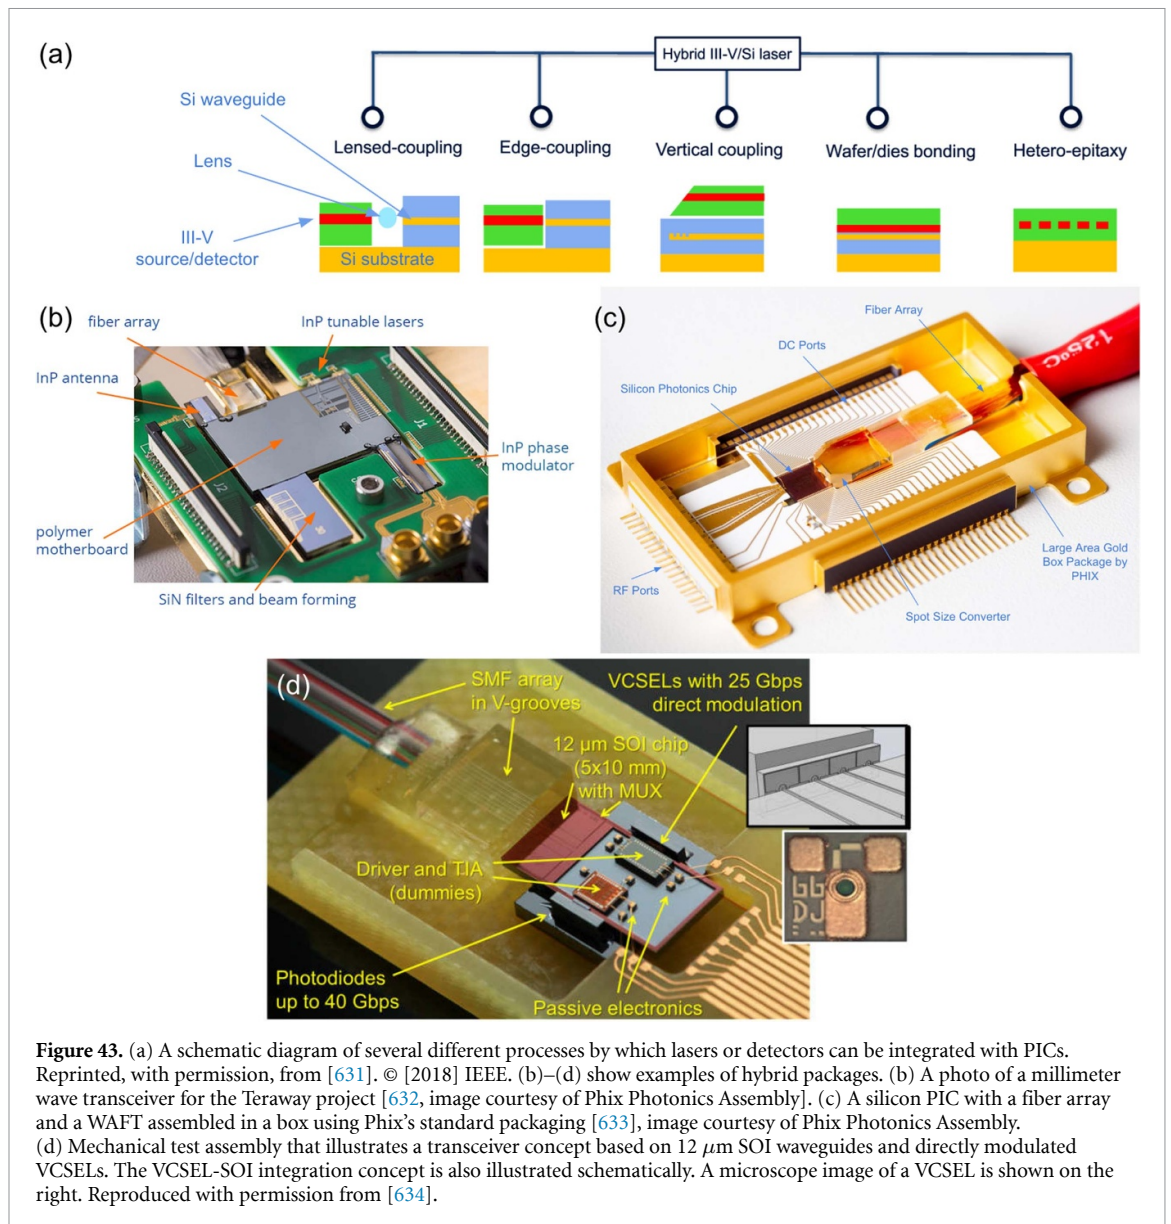 (a)
Hybrid III-V/Si laser
Si waveguide
Lensed-coupling
Edge-coupling
Vertical coupling
Wafer/dies bonding
Hetero-epitaxy
Lens
III-V
source/detector
Si substrate
(b)
fiber array
InP tunable lasers
InP antenna
J1
InP phase
modulator
J2
polymer
motherboard
SiN filters and beam forming
(c)
Fiber Array
125°C
DC Ports
Silicon Photonics Chip
RF Ports
Large Area Gold
Box Package by
PHIX
Spot Size Converter
(d)
SMF array
in V-grooves
VCSELs with 25 Gbps
direct modulation
12 µm SOI chip
(5x10 mm)
with MUX
Driver and TIA
(dummies)
Photodiodes
up to 40 Gbps
Passive electronics
DJ
Figure 43. (a) A schematic diagram of several different processes by which lasers or detectors can be integrated with PICs.
Reprinted, with permission, from [631]. © [2018] IEEE. (b)–(d) show examples of hybrid packages. (b) A photo of a millimeter
wave transceiver for the Teraway project [632, image courtesy of Phix Photonics Assembly]. (c) A silicon PIC with a fiber array
and a WAFT assembled in a box using Phix's standard packaging [633], image courtesy of Phix Photonics Assembly.
(d) Mechanical test assembly that illustrates a transceiver concept based on 12 µm SOI waveguides and directly modulated
VCSELs. The VCSEL-SOI integration concept is also illustrated schematically. A microscope image of a VCSEL is shown on the
right. Reproduced with permission from [634].